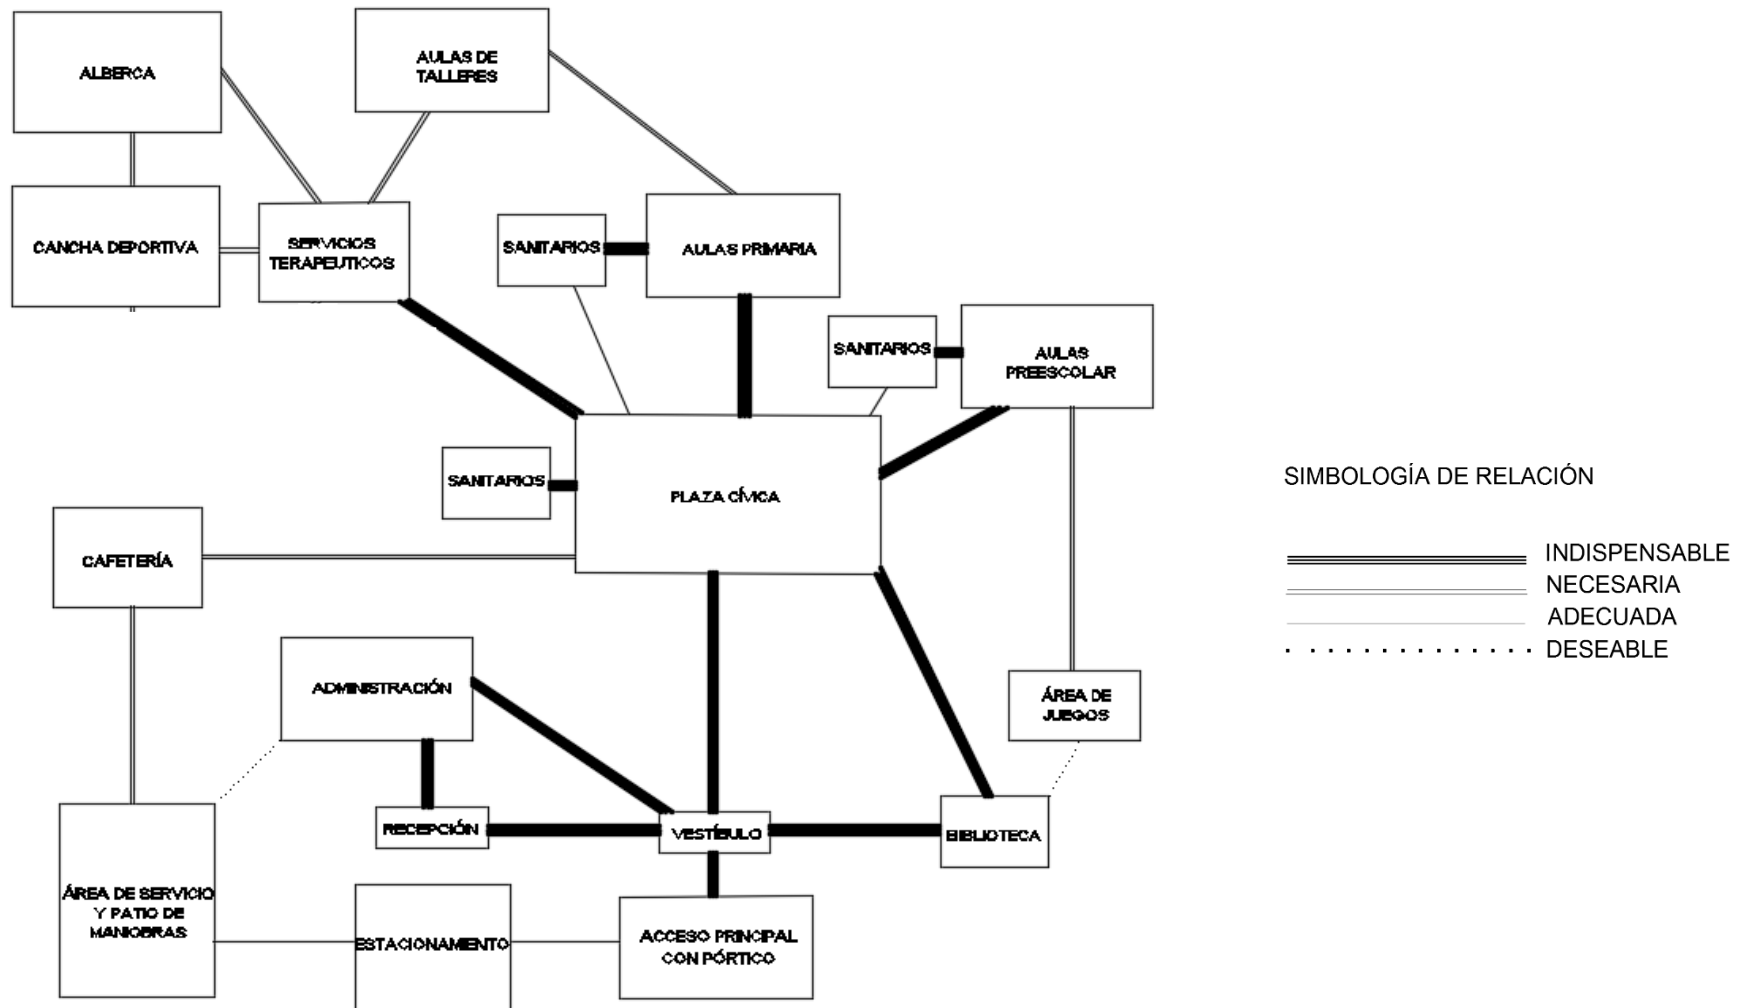 ALBERCA
AULAS DE
TALLERES
CANCHA DEPORTIVA
SERVICIOS
TERAPEUTICOS
SANITARIOS
AULAS PRIMARIA
SANITARIOS
AULAS
PREESCOLAR
SANITARIOS
PLAZA CÍVICA
CAFETERÍA
ADMINISTRACIÓN
ÁREA DE
JUEGOS
RECEPCIÓN
VESTÍBULO
BIBLIOTECA
ÁREA DE SERVICIO
Y PATIO DE
MANIOBRAS
ESTACIONAMIENTO
ACCESO PRINCIPAL
CON PÓRTICO
SIMBOLOGÍA DE RELACIÓN
INDISPENSABLE
NECESARIA
ADECUADA
DESEABLE